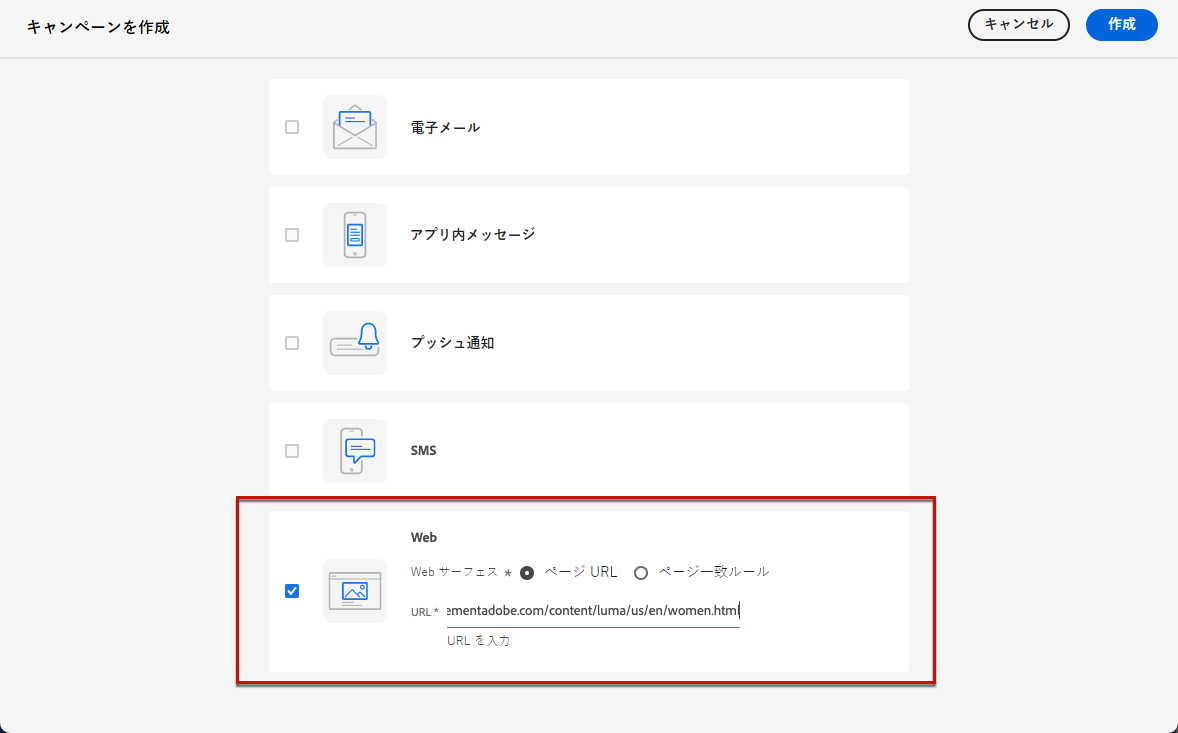 キャンペーンを作成
キャンセル
作成
電子メール
アプリ内メッセージ
プッシュ通知
SMS
Web
Web サーフェス * ページ URL ページ一致ルール
URL * ementadobe.com/content/luma/us/en/women.html
URL を入力